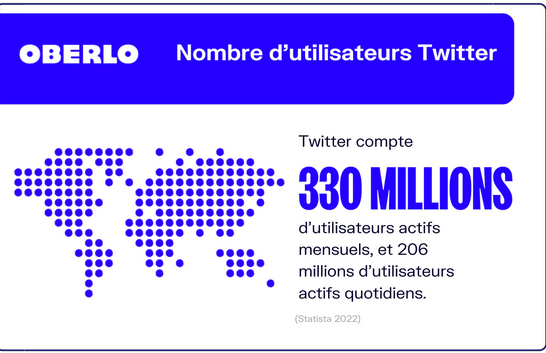 OBERLO
Nombre d’utilisateurs Twitter
Twitter compte
330 MILLIONS
d’utilisateurs actifs
mensuels, et 206
millions d’utilisateurs
actifs quotidiens.
(Statista 2022)